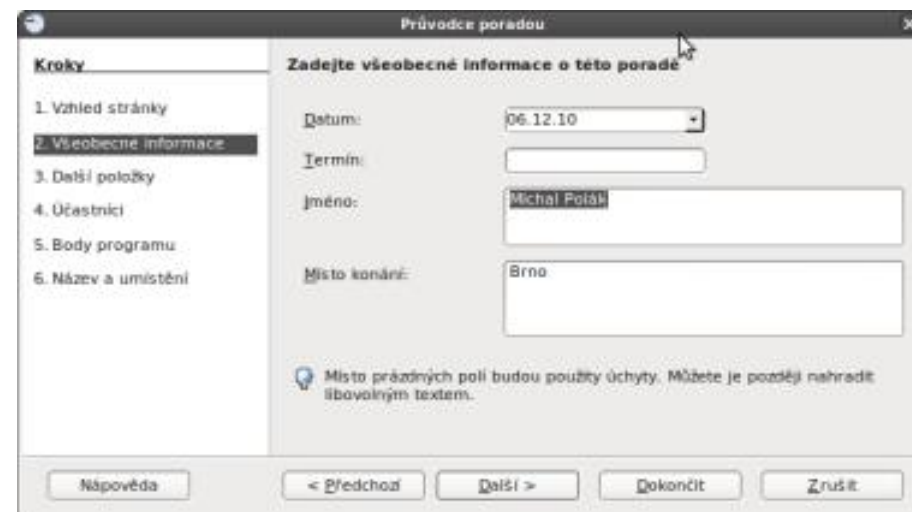 Průvodce poradou
Kroky
1. Vzhled stránky
2. Všeobecné informace
3. Další položky
4. Účastníci
5. Body programu
6. Název a umístění
Zadejte všeobecné informace o této poradě
Datum:
06.12.10
Termín:
Jméno:
Michal Polák
Místo konání:
Brno
Místo prázdných polí budou použity úchyty. Můžete je později nahradit
libovolným textem.
Nápověda
< Předchozí
Další >
Dokončit
Zrušit